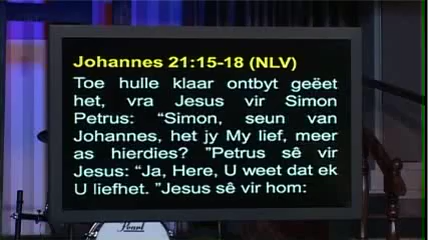 Johannes 21:15-18 (NLV)
Toe hulle klaar ontbyt geëet
het, vra Jesus vir Simon
Petrus: “Simon, seun van
Johannes, het jy My lief, meer
as hierdies? ”Petrus sê vir
Jesus: “Ja, Here, U weet dat ek
U liefhet. ”Jesus sê vir hom:
Pearl